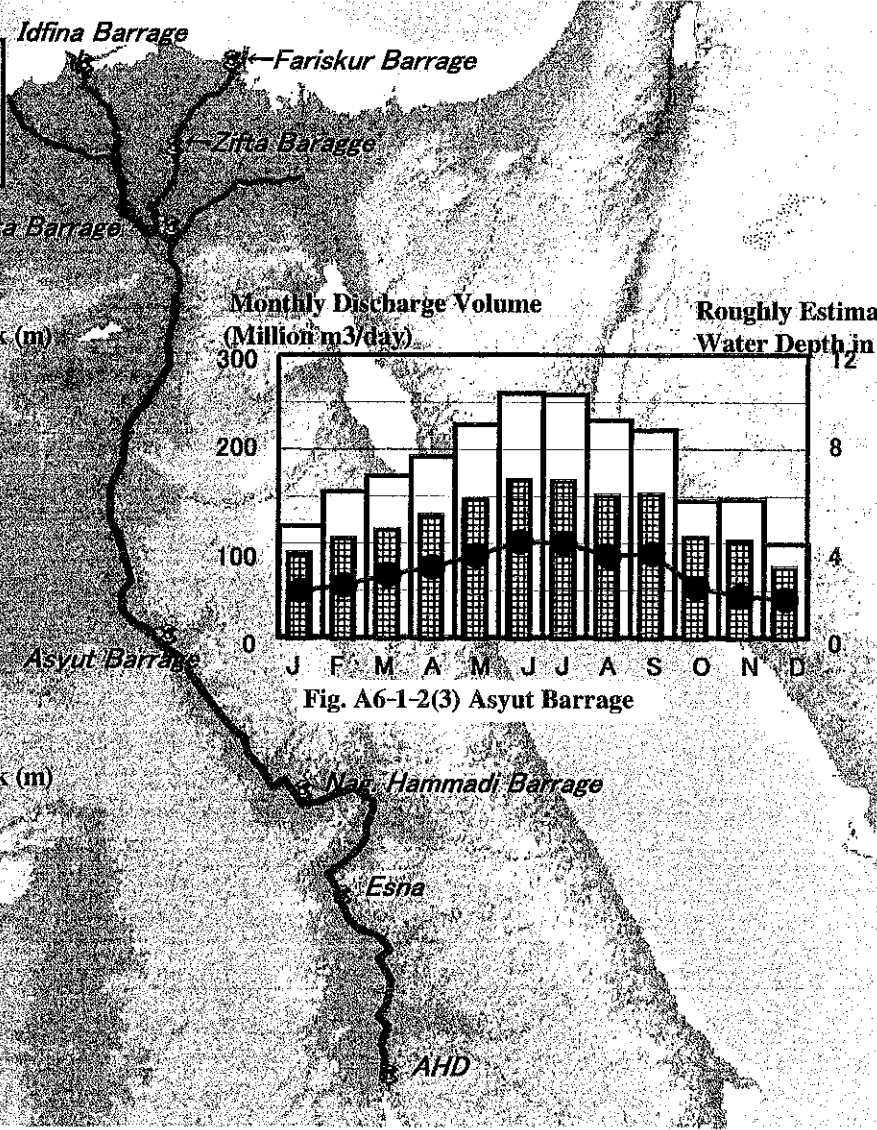 Idfina Barrage
Fariskur Barrage
Zifta Baragge
Barrage
Monthly Discharge Volume
(Million m3/day)
Roughly
Water Depth in
(m)
300
200
100
0
12
8
4
0
J F M A M J J A S O N D
Fig. A6-1-2(3) Asyut Barrage
Asyut Barrage
(m)
Nag. Hammadi Barrage
Esna
AHD